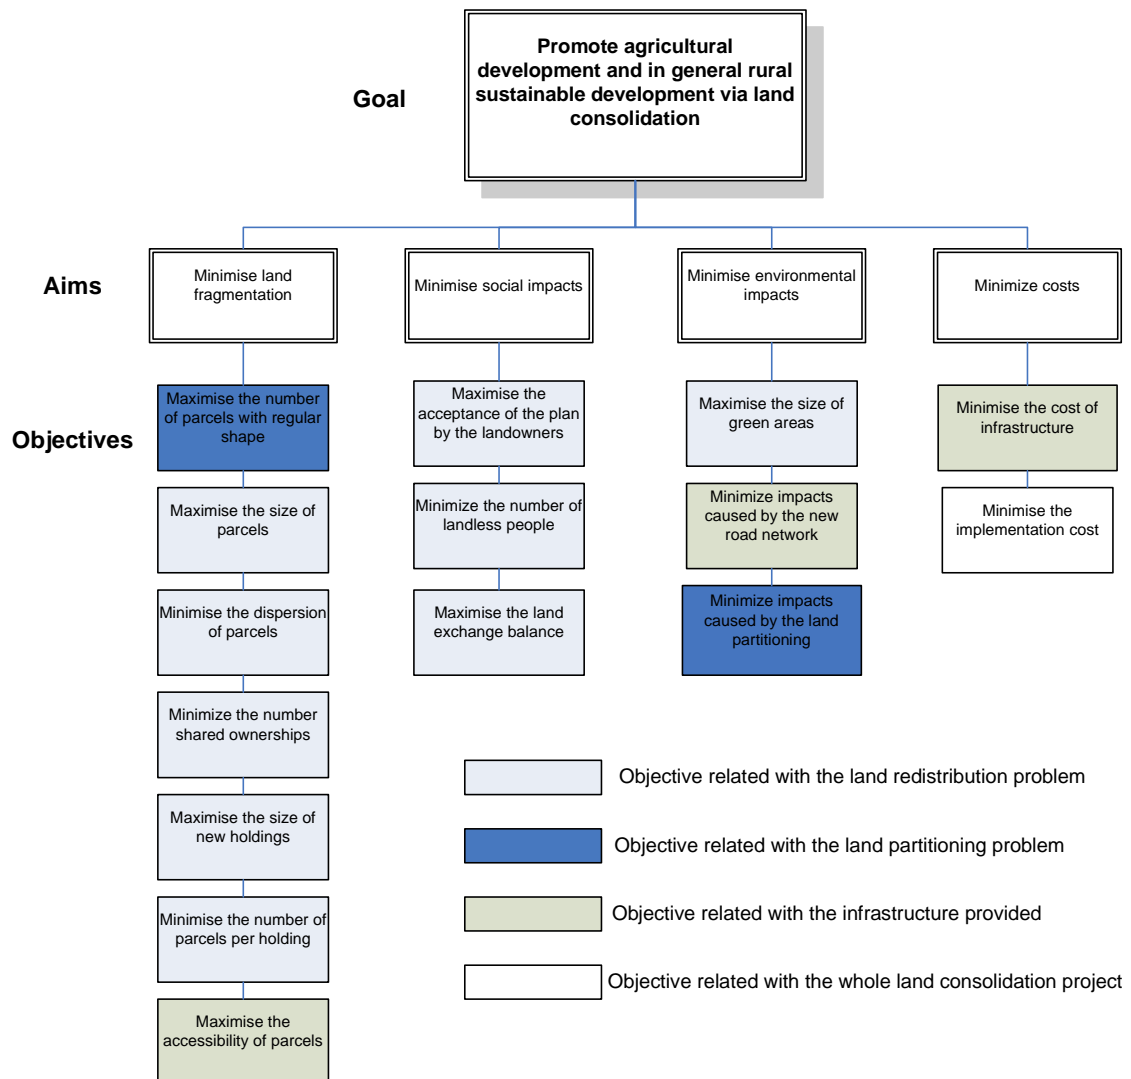 Promote agricultural
development and in general rural
sustainable development via land
consolidation
Goal
Aims
Minimise land
fragmentation
Minimise social impacts
Minimise environmental
impacts
Minimize costs
Objectives
Maximise the number
of parcels with regular
shape
Maximise the size of
parcels
Minimise the dispersion
of parcels
Minimize the number
shared ownerships
Maximise the size of
new holdings
Minimise the number of
parcels per holding
Maximise the
accessibility of parcels
Maximise the
acceptance of the plan
by the landowners
Minimize the number of
landless people
Maximise the land
exchange balance
Maximise the size of
green areas
Minimize impacts
caused by the new
road network
Minimize impacts
caused by the land
partitioning
Minimise the cost of
infrastructure
Minimise the
implementation cost
Objective related with the land redistribution problem
Objective related with the land partitioning problem
Objective related with the infrastructure provided
Objective related with the whole land consolidation project